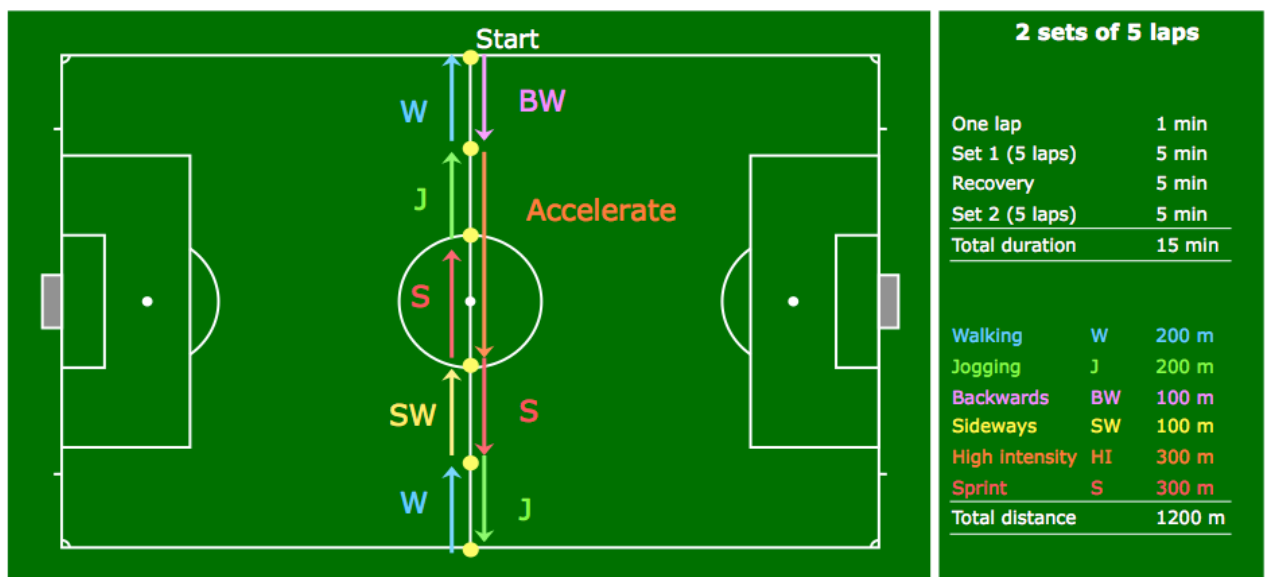 Start
W
BW
J
Accelerate
S
SW
S
W
J
2 sets of 5 laps
One lap 1 min
Set 1 (5 laps) 5 min
Recovery 5 min
Set 2 (5 laps) 5 min
Total duration 15 min
Walking W 200 m
Jogging J 200 m
Backwards BW 100 m
Sideways SW 100 m
High intensity HI 300 m
Sprint S 300 m
Total distance 1200 m